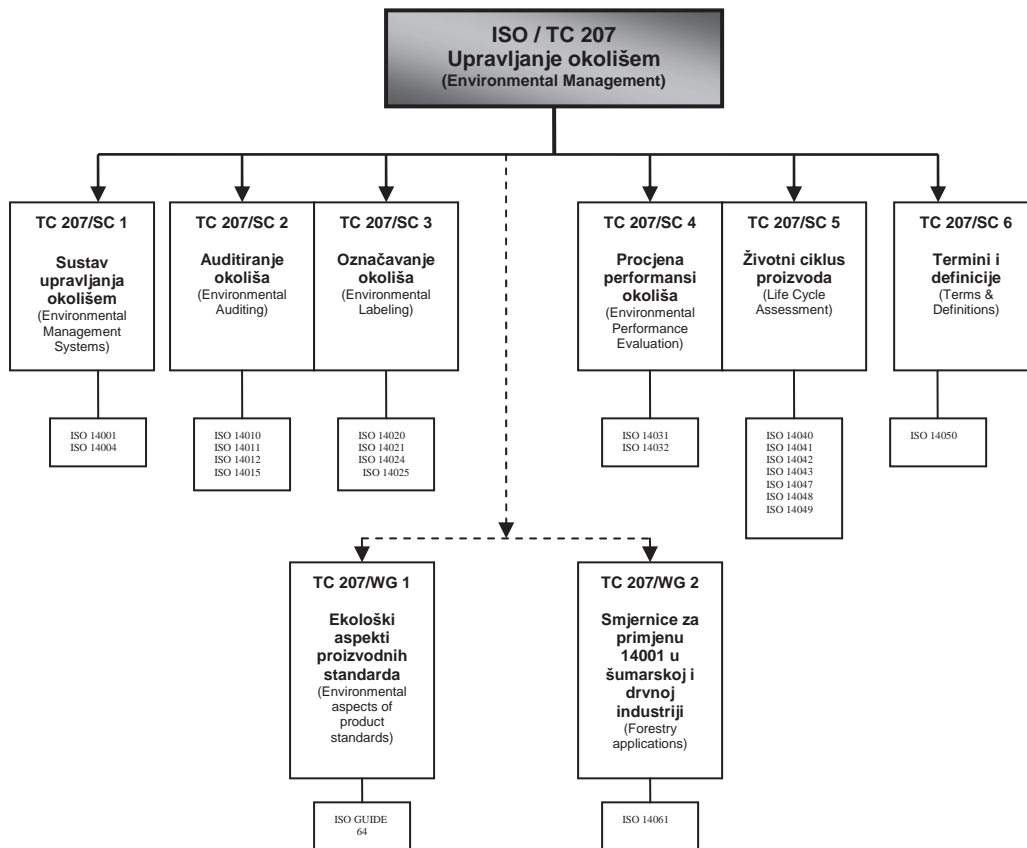 ISO / TC 207
Upravljanje okolišem
(Environmental Management)
TC 207/SC 1
Sustav
upravljanja
okolišem
(Environmental
Management
Systems)
TC 207/SC 2
Auditiranje
okoliša
(Environmental
Auditing)
TC 207/SC 3
Označavanje
okoliša
(Environmental
Labeling)
TC 207/SC 4
Procjena
performansi
okoliša
(Environmental
Performance
Evaluation)
TC 207/SC 5
Životni ciklus
proizvoda
(Life Cycle
Assessment)
TC 207/SC 6
Termini i
definicije
(Terms &
Definitions)
ISO 14001
ISO 14004
ISO 14010
ISO 14011
ISO 14012
ISO 14015
ISO 14020
ISO 14021
ISO 14024
ISO 14025
ISO 14031
ISO 14032
ISO 14040
ISO 14041
ISO 14042
ISO 14043
ISO 14047
ISO 14048
ISO 14049
ISO 14050
TC 207/WG 1
Ekološki
aspekti
proizvodnih
standarda
(Environmental
aspects of
product
standards)
TC 207/WG 2
Smjernice za
primjenu
14001 u
šumarskoj i
drvnoj
industriji
(Forestry
applications)
ISO GUIDE
64
ISO 14061